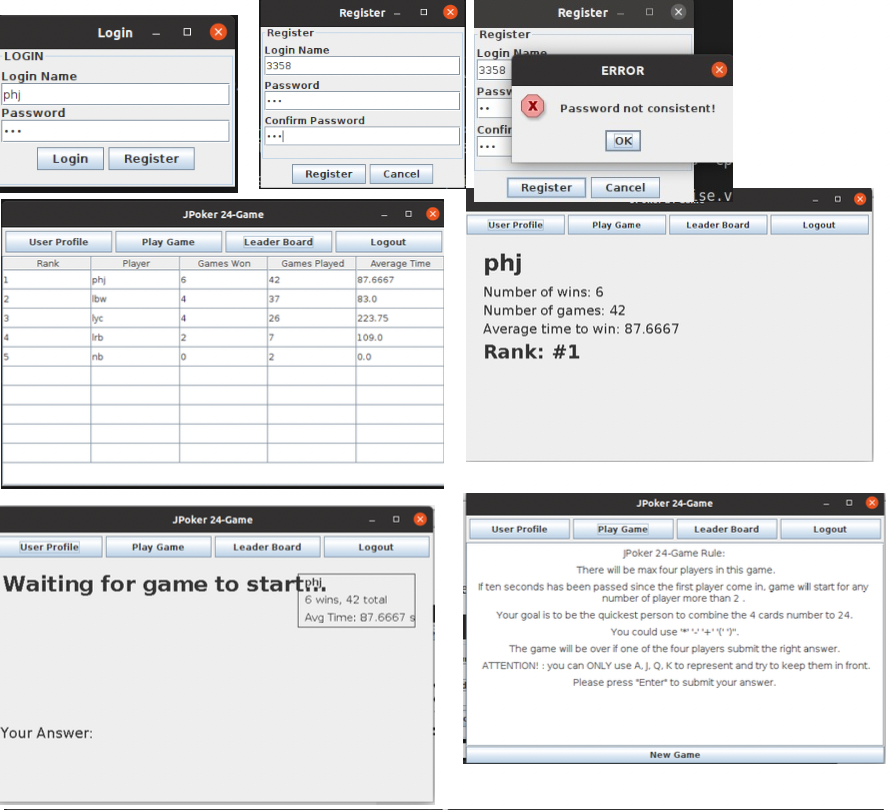 Login
LOGIN
Login Name
phj
Password
•••
Login Register
Register
Register
Login Name
3358
Password
•••
Confirm Password
•••
Register Cancel
Register
Register
Login Name
3358
••
•••
ERROR
Password not consistent!
OK
Register Cancel
ise.v
JPoker 24-Game
User Profile Play Game Leader Board Logout
Rank Player Games Won Games Played Average Time
1 phj 6 42 87.6667
2 lbw 4 37 83.0
3 lyc 4 26 223.75
4 lrb 2 7 109.0
5 nb 0 2 0.0
User Profile Play Game Leader Board Logout
phj
Number of wins: 6
Number of games: 42
Average time to win: 87.6667
Rank: #1
JPoker 24-Game
User Profile Play Game Leader Board Logout
Waiting for game to start...
phj
6 wins, 42 total
Avg Time: 87.6667 s
Your Answer:
JPoker 24-Game
User Profile Play Game Leader Board Logout
JPoker 24-Game Rule:
There will be max four players in this game.
If ten seconds has been passed since the first player come in, game will start for any
number of player more than 2 .
Your goal is to be the quickest person to combine the 4 cards number to 24.
You could use '*' '-' '+' '(' ')".
The game will be over if one of the four players submit the right answer.
ATTENTION! : you can ONLY use A, J, Q, K to represent and try to keep them in front.
Please press "Enter" to submit your answer.
New Game